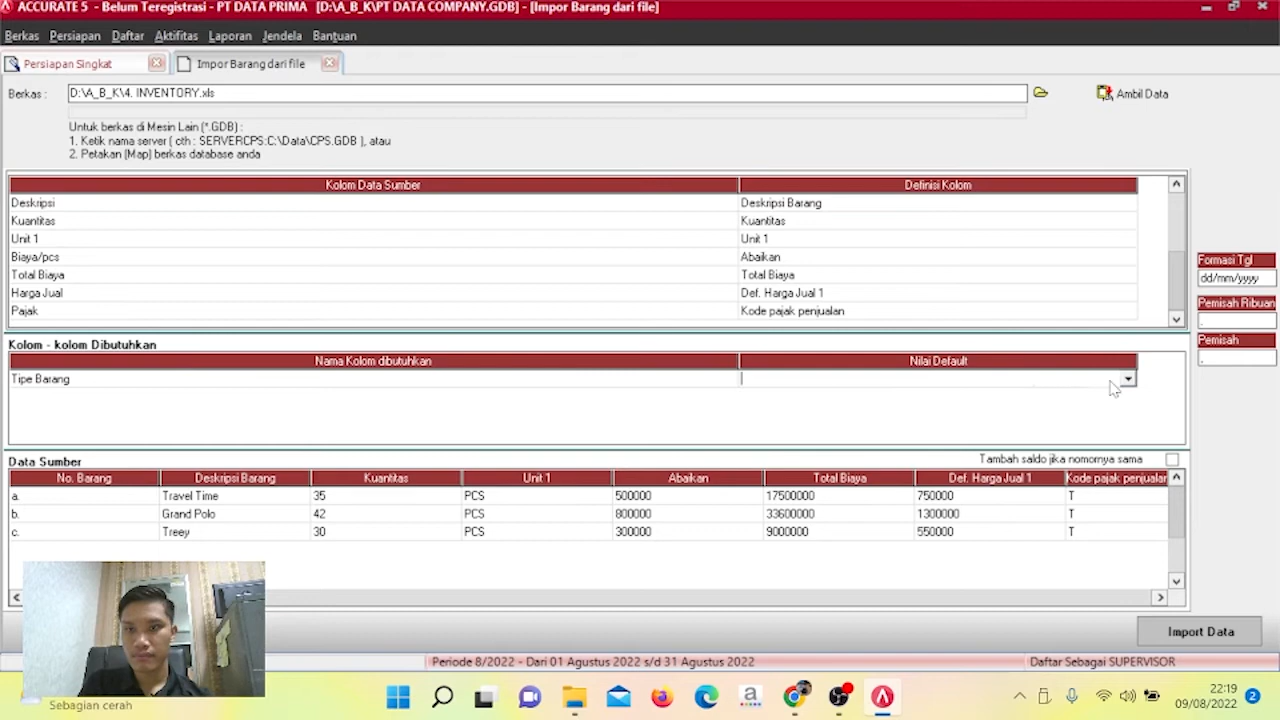 ACCURATE 5 - Belum Teregistrasi - PT DATA PRIMA [D:\A_B_K\PT DATA COMPANY.GDB] - [Impor Barang dari file]
Berkas Persiapan Daftar Aktifitas Laporan Jendela Bantuan
Persiapan Singkat Impor Barang dari file
Berkas : D:\A_B_K\4. INVENTORY.xls Ambil Data
Untuk berkas di Mesin Lain (*.GDB) :
1. Ketik nama server ( cth : SERVERCPS:C:\Data\CPS.GDB ), atau
2. Petakan (Map) berkas database anda
Kolom Data Sumber Definisi Kolom
Deskripsi Deskripsi Barang
Kuantitas Kuantitas
Unit 1 Unit 1
Biaya/pcs Abaikan
Total Biaya Total Biaya
Harga Jual Def. Harga Jual 1
Pajak Kode pajak penjualan
Formasi Tgl
dd/mm/yyyy
Pemisah Ribuan
Pemisah
Kolom - kolom Dibutuhkan
Nama Kolom dibutuhkan Nilai Default
Tipe Barang
Data Sumber Tambah saldo jika nomornya sama
No. Barang Deskripsi Barang Kuantitas Unit 1 Abaikan Total Biaya Def. Harga Jual 1 Kode pajak penjualan
a. Travel Time 35 PCS 500000 17500000 750000 T
b. Grand Polo 42 PCS 800000 33600000 1300000 T
c. Treey 30 PCS 300000 9000000 550000 T
Import Data
Periode 8/2022 - Dari 01 Agustus 2022 s/d 31 Agustus 2022 Daftar Sebagai SUPERVISOR
Sebagian cerah
22:19
09/08/2022
2